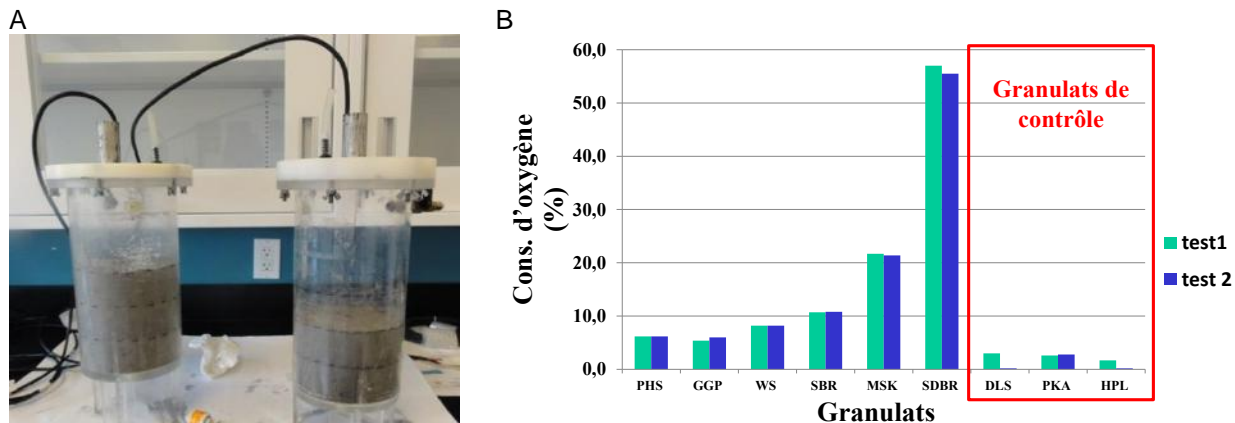 A
B
60,0
50,0
40,0
30,0
20,0
10,0
0,0
Cons. d’oxygène
(%)
Granulats de
contrôle
PHS GGP WS SBR MSK SDBR DLS PKA HPL
Granulats
test1
test 2